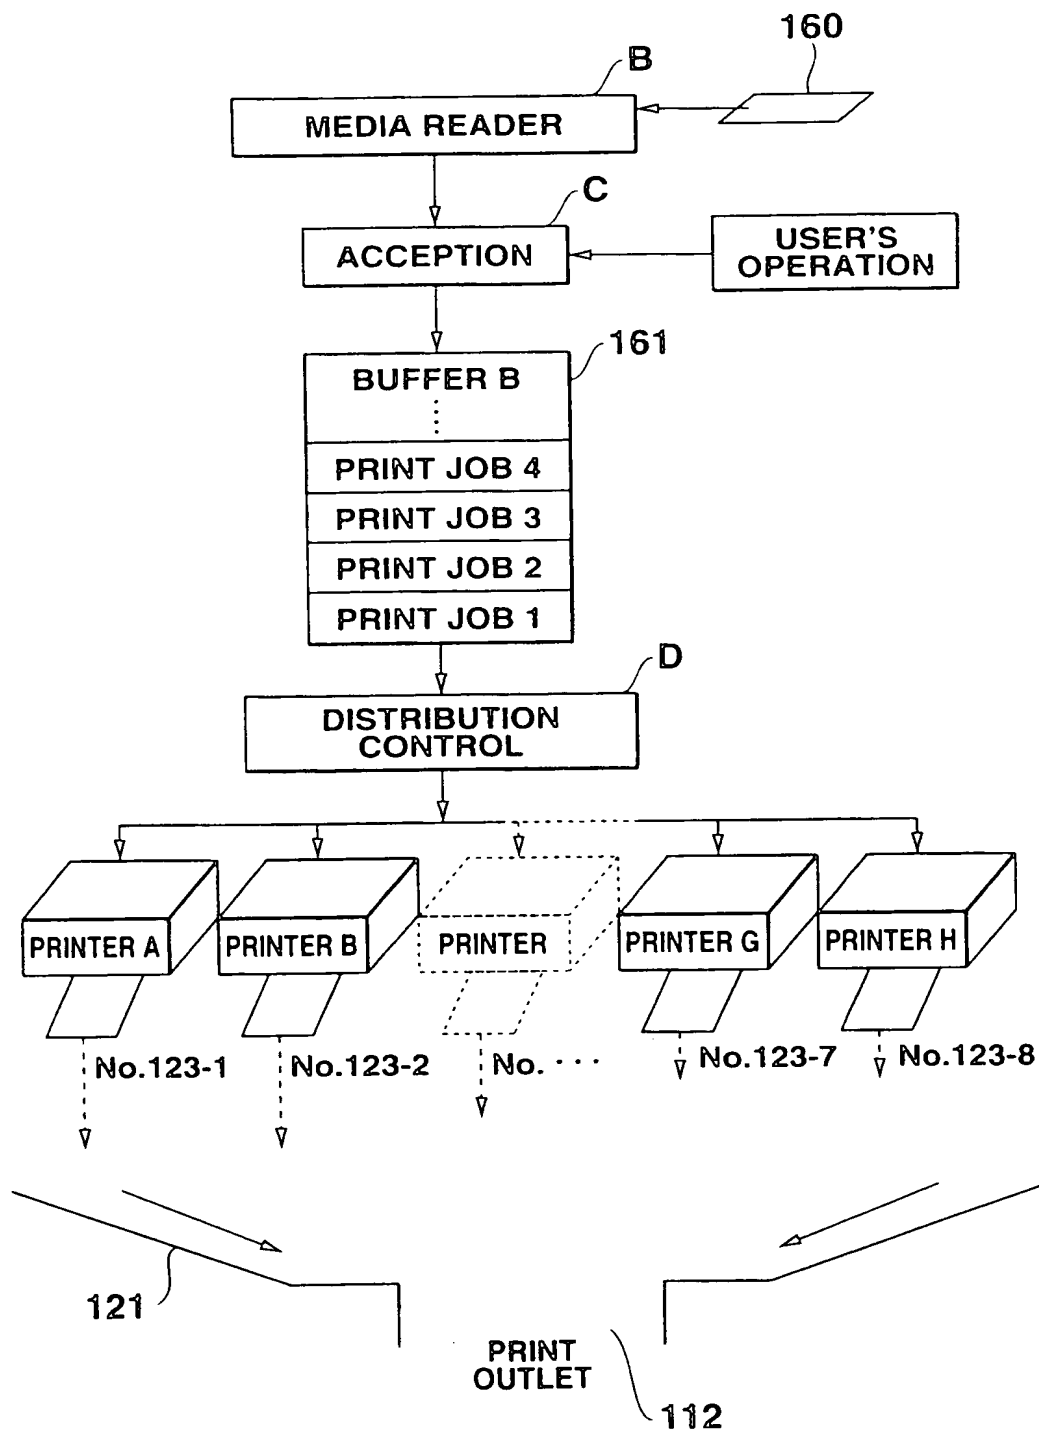 160
B
MEDIA READER
C
ACCEPTION
USER'S
OPERATION
161
BUFFER B
PRINT JOB 4
PRINT JOB 3
PRINT JOB 2
PRINT JOB 1
D
DISTRIBUTION
CONTROL
PRINTER A
PRINTER B
PRINTER
PRINTER G
PRINTER H
No.123-1
No.123-2
No. · · ·
No.123-7
No.123-8
121
PRINT
OUTLET
112